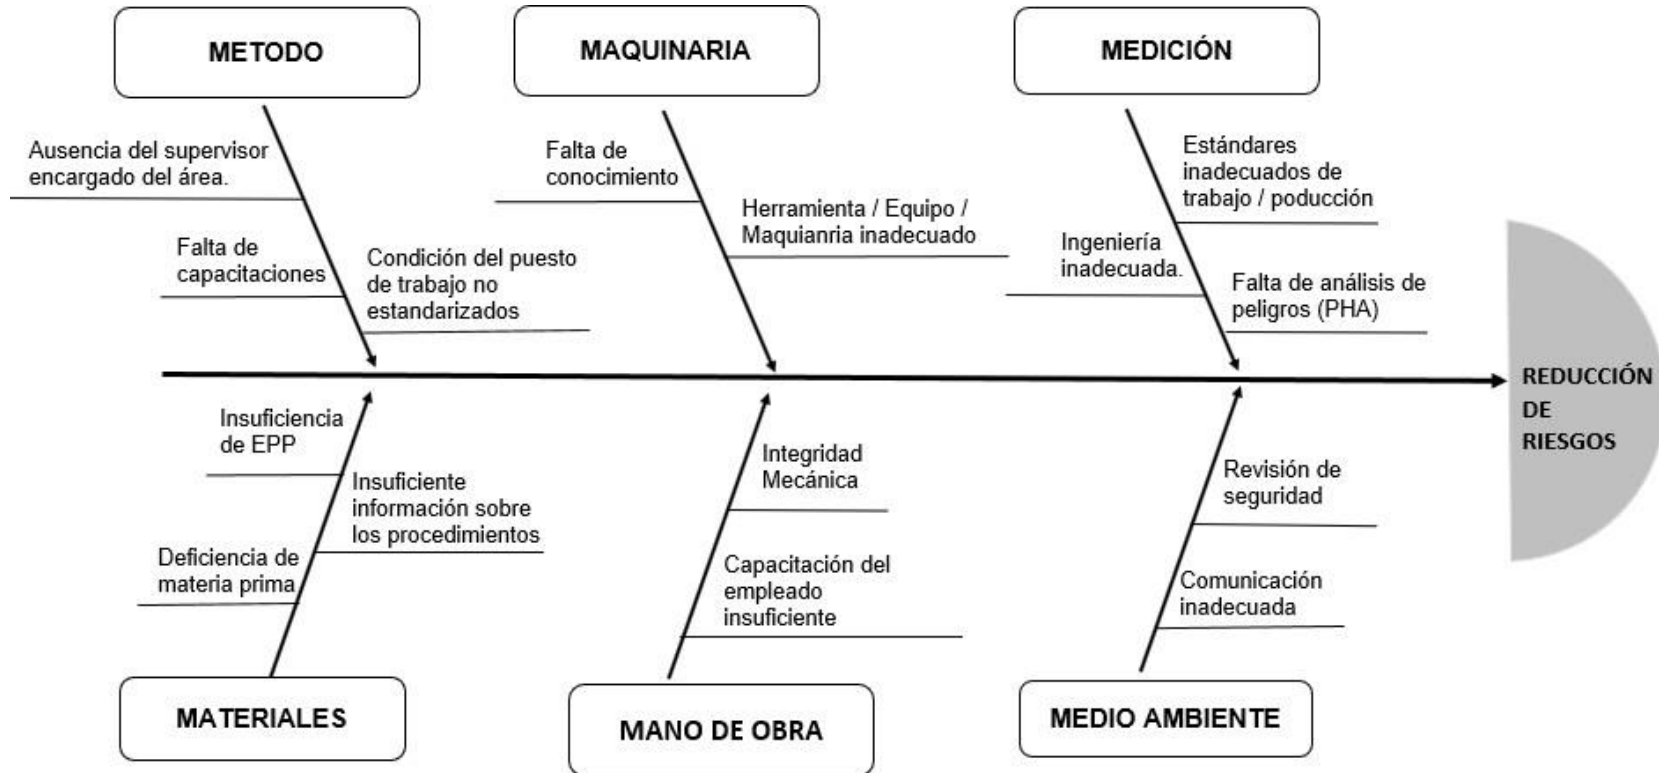 METODO
MAQUINARIA
MEDICIÓN
Ausencia del supervisor
encargado del área.
Falta de
capacitaciones
Condición del puesto
de trabajo no
estandarizados
Falta de
conocimiento
Herramienta / Equipo /
Maquianria inadecuado
Estándares
inadecuados de
trabajo / poducción
Ingeniería
inadecuada.
Falta de análisis de
peligros (PHA)
REDUCCIÓN
DE
RIESGOS
Insuficiencia
de EPP
Insuficiente
información sobre
los procedimientos
Deficiencia de
materia prima
Integridad
Mecánica
Capacitación del
empleado
insuficiente
Revisión de
seguridad
Comunicación
inadecuada
MATERIALES
MANO DE OBRA
MEDIO AMBIENTE